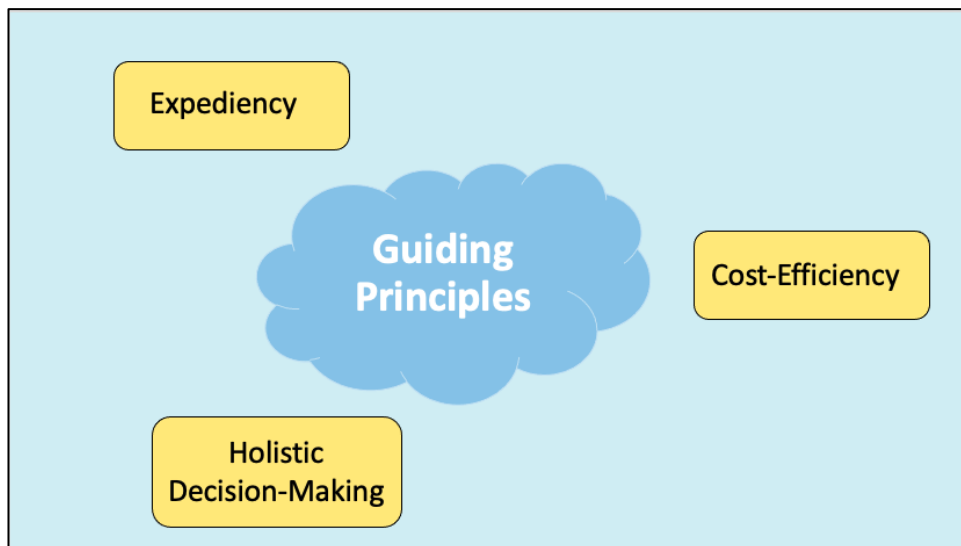 Expediency
Guiding
Principles
Cost-Efficiency
Holistic
Decision-Making